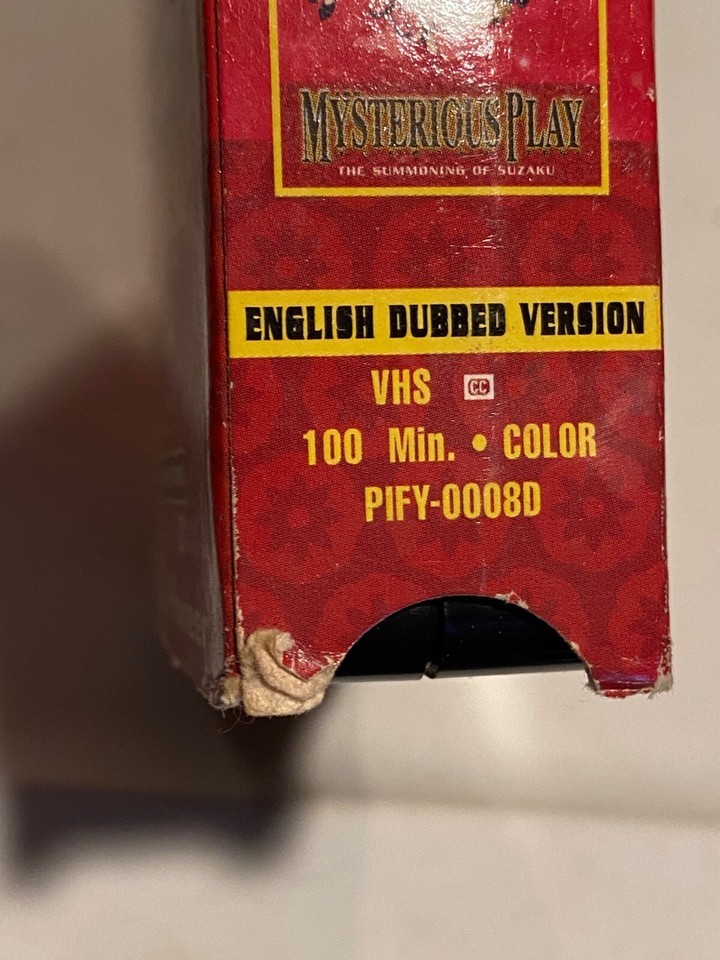 MYSTERIOUS PLAY
THE SUMMONING OF SUZAKU
ENGLISH DUBBED VERSION
VHS CC
100 Min. • COLOR
PIFY-0008D